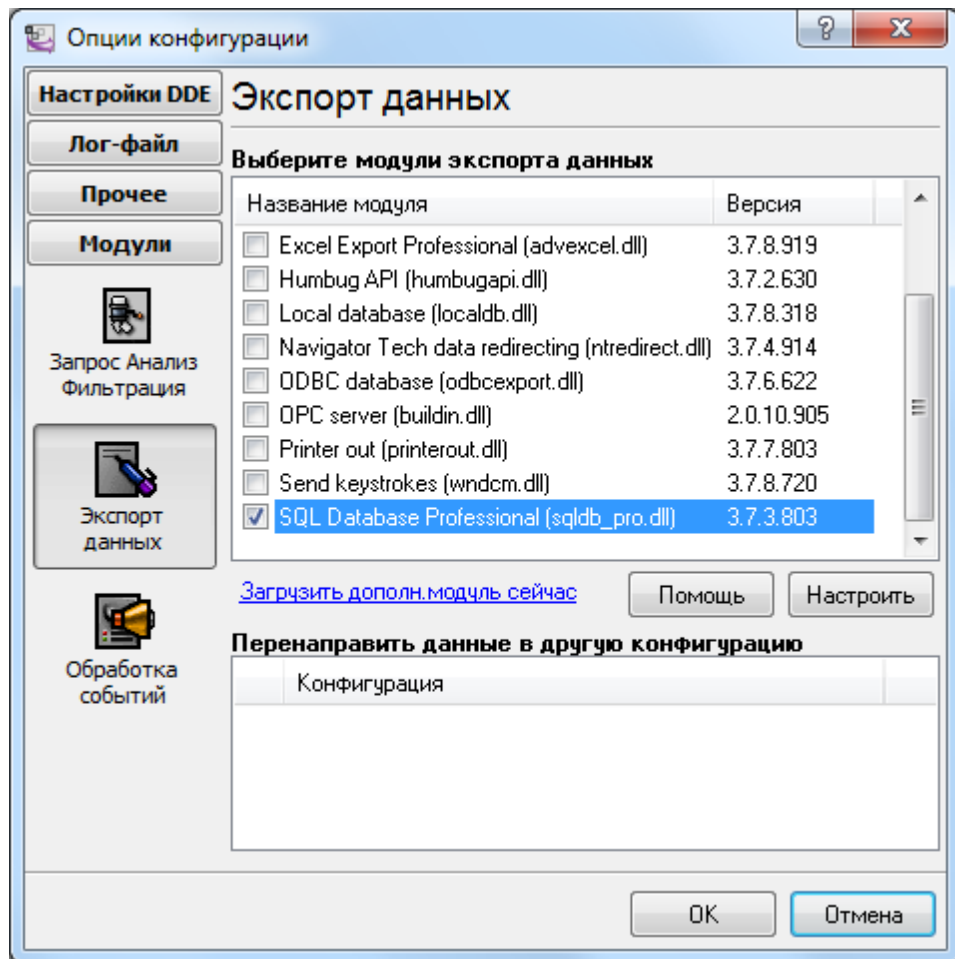 Опции конфигурации
?
Настройки DDE
Лог-файл
Прочее
Модули
Запрос Анализ
Фильтрация
Экспорт
данных
Обработка
событий
Экспорт данных
Выберите модули экспорта данных
Название модуля Версия
Excel Export Professional (advexcel.dll) 3.7.8.919
Humbug API (humbugapi.dll) 3.7.2.630
Local database (localdb.dll) 3.7.8.318
Navigator Tech data redirecting (ntredirect.dll) 3.7.4.914
ODBC database (odbcexport.dll) 3.7.6.622
OPC server (buildin.dll) 2.0.10.905
Printer out (printerout.dll) 3.7.7.803
Send keystrokes (wndcm.dll) 3.7.8.720
SQL Database Professional (sqldb_pro.dll) 3.7.3.803
Загрузить дополн.модуль сейчас
Помощь
Настроить
Перенаправить данные в другую конфигурацию
Конфигурация
OK
Отмена